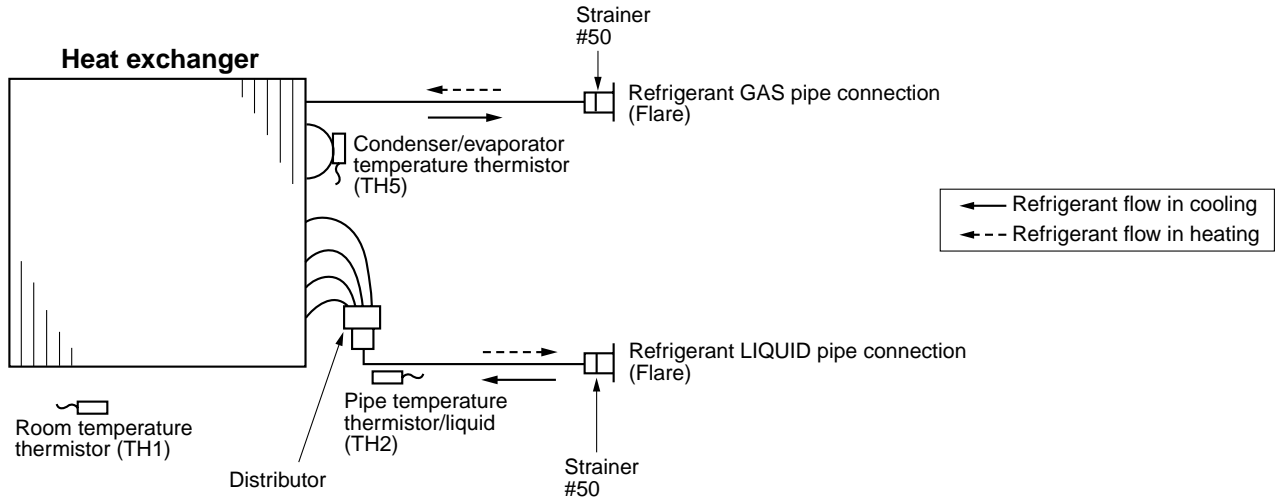 Strainer
#50
Heat exchanger
Refrigerant GAS pipe connection
(Flare)
Condenser/evaporator
temperature thermistor
(TH5)
Refrigerant flow in cooling
Refrigerant flow in heating
Refrigerant LIQUID pipe connection
(Flare)
Pipe temperature
thermistor/liquid
(TH2)
Room temperature
thermistor (TH1)
Distributor
Strainer
#50